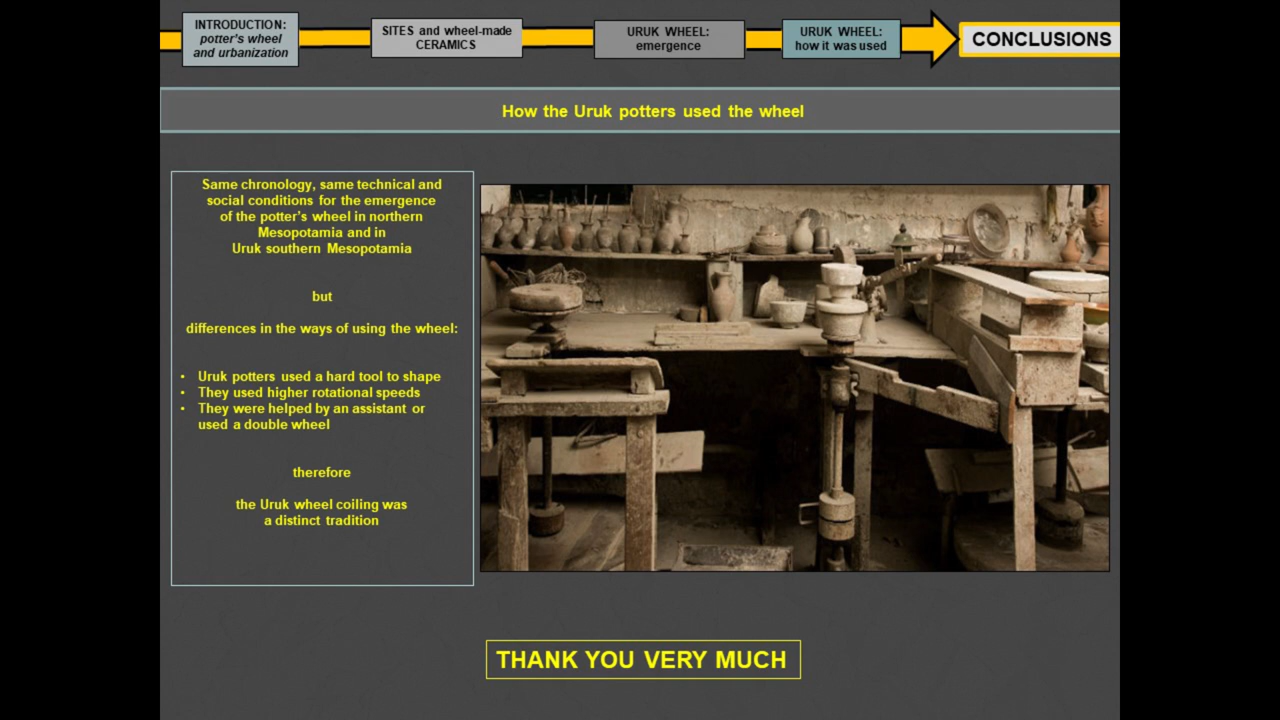 INTRODUCTION:
potter's wheel
and urbanization
SITES and wheel-made
CERAMICS
URUK WHEEL:
emergence
URUK WHEEL:
how it was used
CONCLUSIONS
How the Uruk potters used the wheel
Same chronology, same technical and
social conditions for the emergence
of the potter's wheel in northern
Mesopotamia and in
Uruk southern Mesopotamia
but
differences in the ways of using the wheel:
• Uruk potters used a hard tool to shape
• They used higher rotational speeds
• They were helped by an assistant or
used a double wheel
therefore
the Uruk wheel coiling was
a distinct tradition
THANK YOU VERY MUCH